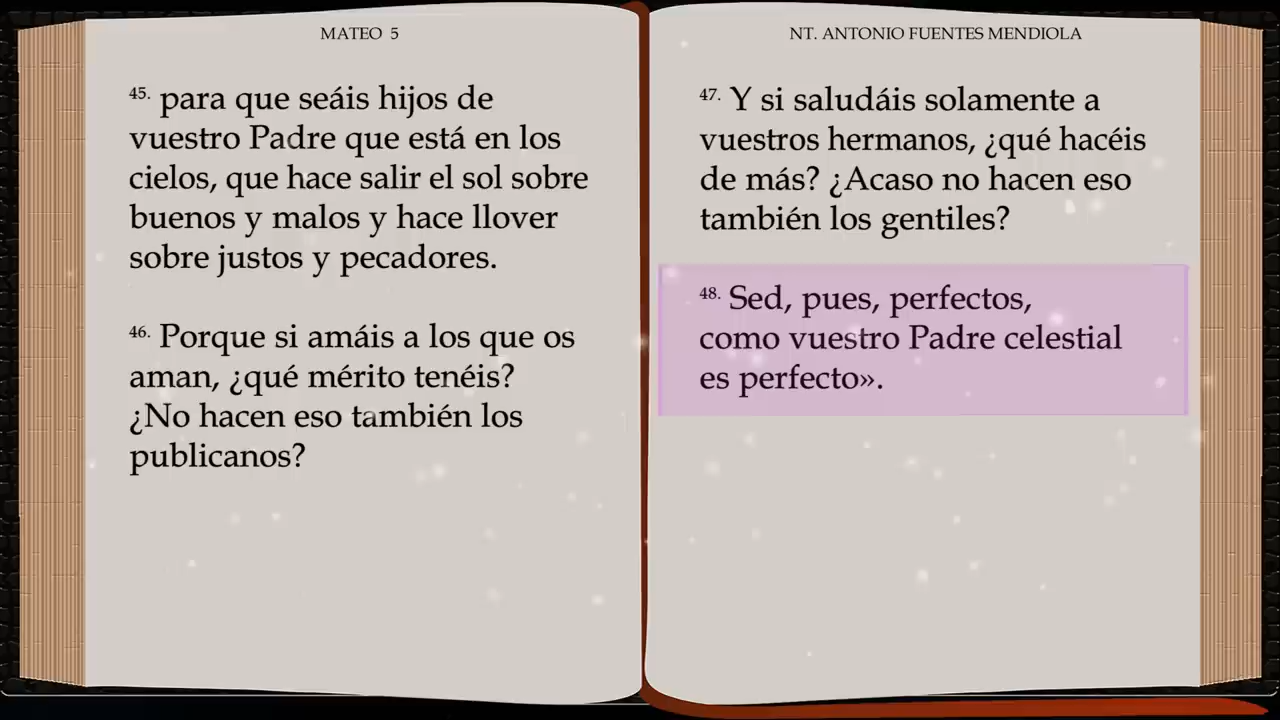 MATEO 5
45. para que seáis hijos de
vuestro Padre que está en los
cielos, que hace salir el sol sobre
buenos y malos y hace llover
sobre justos y pecadores.
46. Porque si amáis a los que os
aman, ¿qué mérito tenéis?
¿No hacen eso también los
publicanos?
NT. ANTONIO FUENTES MENDIOLA
47. Y si saludáis solamente a
vuestros hermanos, ¿qué hacéis
de más? ¿Acaso no hacen eso
también los gentiles?
48. Sed, pues, perfectos,
como vuestro Padre celestial
es perfecto».